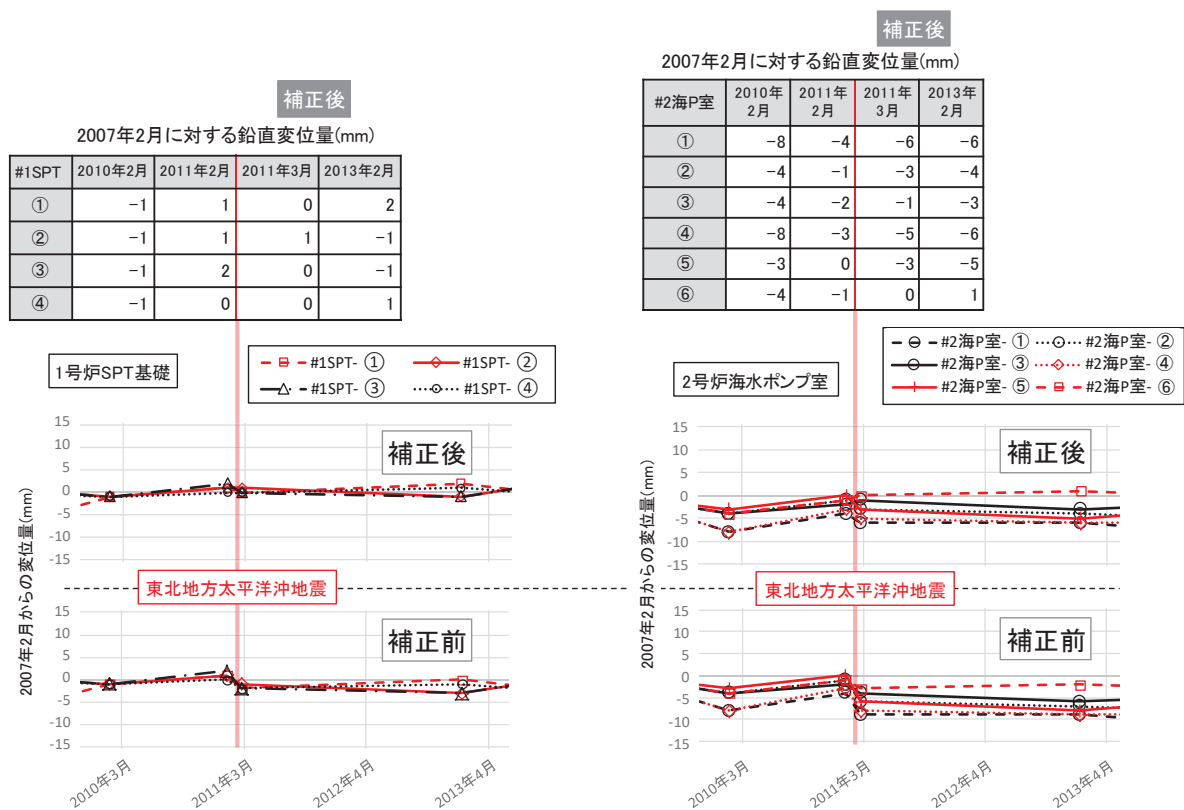 補正後
2007年2月に対する鉛直変位量(mm)
#1SPT 2010年2月 2011年2月 2011年3月 2013年2月
① −1 1 0 2
② −1 1 1 −1
③ −1 2 0 −1
④ −1 0 0 1
1号炉SPT基礎
#1SPT- ① #1SPT- ②
#1SPT- ③ #1SPT- ④
2007年2月からの変位量(mm)
15
10
5
0
-5
-10
-15
補正後
東北地方太平洋沖地震
15
10
5
0
-5
-10
-15
補正前
2010年3月 2011年3月 2012年4月 2013年4月
補正後
2007年2月に対する鉛直変位量(mm)
#2海P室 2010年2月 2011年2月 2011年3月 2013年2月
① −8 −4 −6 −6
② −4 −1 −3 −4
③ −4 −2 −1 −3
④ −8 −3 −5 −6
⑤ −3 0 −3 −5
⑥ −4 −1 0 1
#2海P室- ① #2海P室- ②
#2海P室- ③ #2海P室- ④
#2海P室- ⑤ #2海P室- ⑥
2号炉海水ポンプ室
2007年2月からの変位量(mm)
15
10
5
0
-5
-10
-15
補正後
東北地方太平洋沖地震
15
10
5
0
-5
-10
-15
補正前
2010年3月 2011年3月 2012年4月 2013年4月